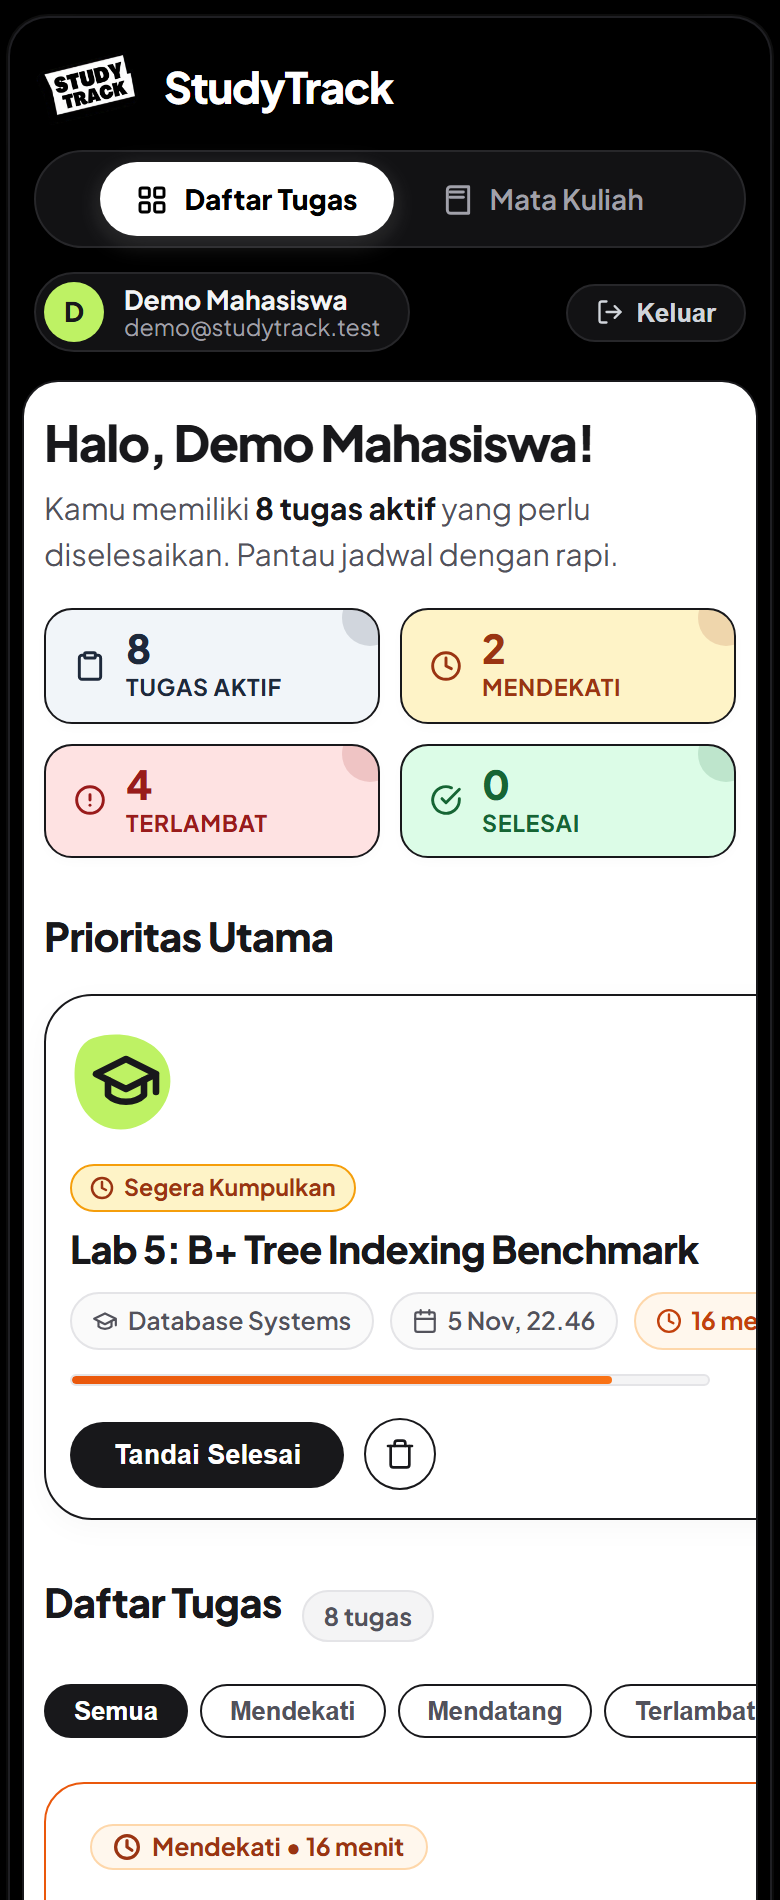 STUDY
TRACK
StudyTrack
Daftar Tugas
Mata Kuliah
D
Demo Mahasiswa
demo@studytrack.test
Keluar
Halo, Demo Mahasiswa!
Kamu memiliki 8 tugas aktif yang perlu
diselesaikan. Pantau jadwal dengan rapi.
8
TUGAS AKTIF
2
MENDEKATI
4
TERLAMBAT
0
SELESAI
Prioritas Utama
Segera Kumpulkan
Lab 5: B+ Tree Indexing Benchmark
Database Systems
5 Nov, 22.46
16 me
Tandai Selesai
Daftar Tugas
8 tugas
Semua
Mendekati
Mendatang
Terlambat
Mendekati • 16 menit